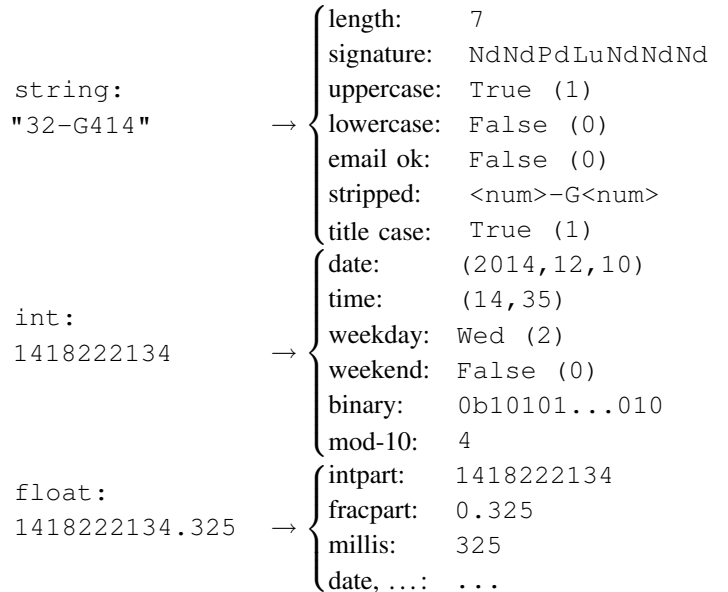 string:
"32-G414"
→
length: 7
signature: NdNdPdLuNdNdNd
uppercase: True (1)
lowercase: False (0)
email ok: False (0)
stripped: <num>-G<num>
title case: True (1)
int:
1418222134
→
date: (2014,12,10)
time: (14,35)
weekday: Wed (2)
weekend: False (0)
binary: 0b10101...010
mod-10: 4
float:
1418222134.325
→
intpart: 1418222134
fracpart: 0.325
millis: 325
date, ...: ...